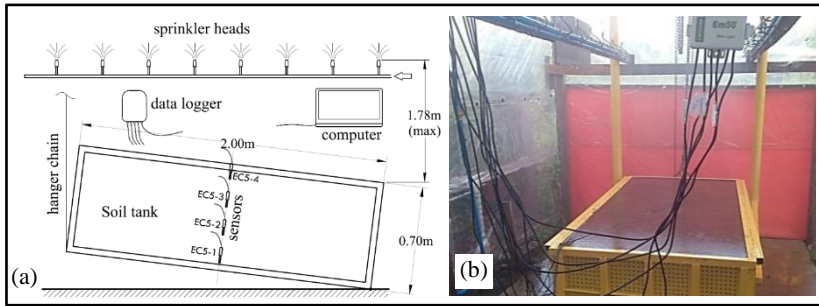 sprinkler heads
data logger
computer
1.78m
(max)
hanger chain
2.00m
EC5-4
EC5-3
EC5-2
EC5-1
sensors
Soil tank
0.70m
(a)
Em50
(b)